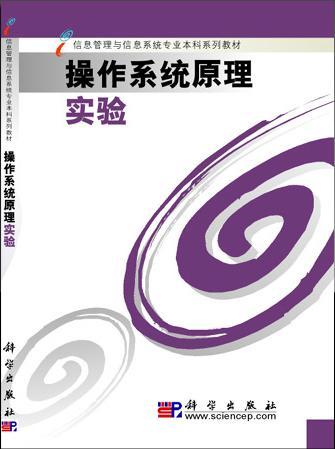 信息管理与信息系统专业本科系列教材
操作系统原理
实验
科学出版社
www.sciencep.com
信息管理与信息系统专业本科系列教材
操作系统原理实验
科学出版社